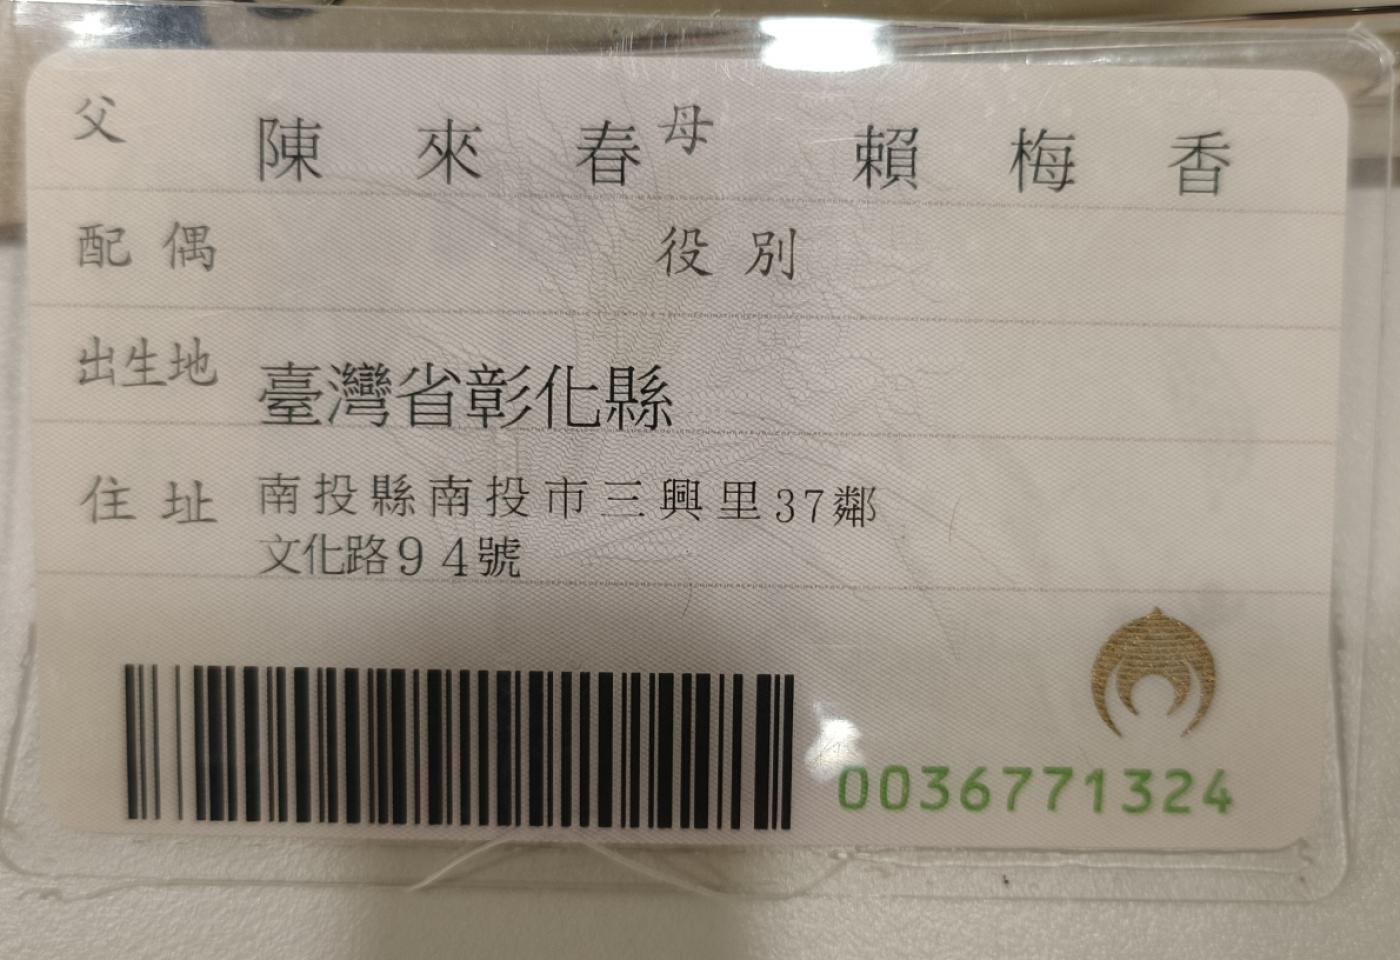 父 陳來春 母 賴梅香
配偶 役別
出生地 臺灣省彰化縣
住址 南投縣南投市三興里37鄰
文化路94號
0036771324